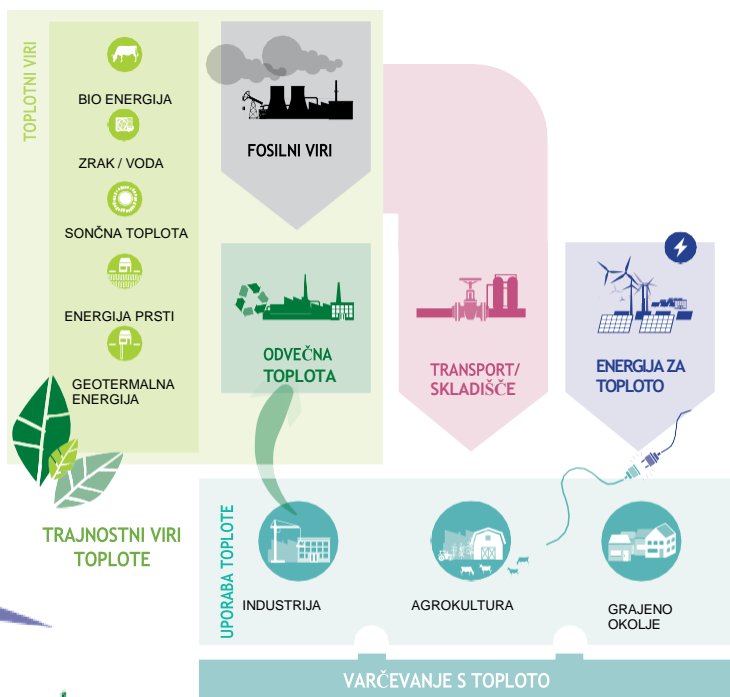 TOPLOTNI VIRI
BIO ENERGIJA
ZRAK / VODA
SONČNA TOPLOTA
ENERGIJA PRSTI
GEOTERMALNA
ENERGIJA
FOSILNI VIRI
ODVEČNA
TOPLOTA
TRANSPORT/
SKLADIŠČE
ENERGIJA ZA
TOPLOTO
TRAJNOSTNI VIRI
TOPLOTE
UPORABA TOPLOTE
INDUSTRIJA
AGROKULTURA
GRAJENO
OKOLJE
VARČEVANJE S TOPLOTO